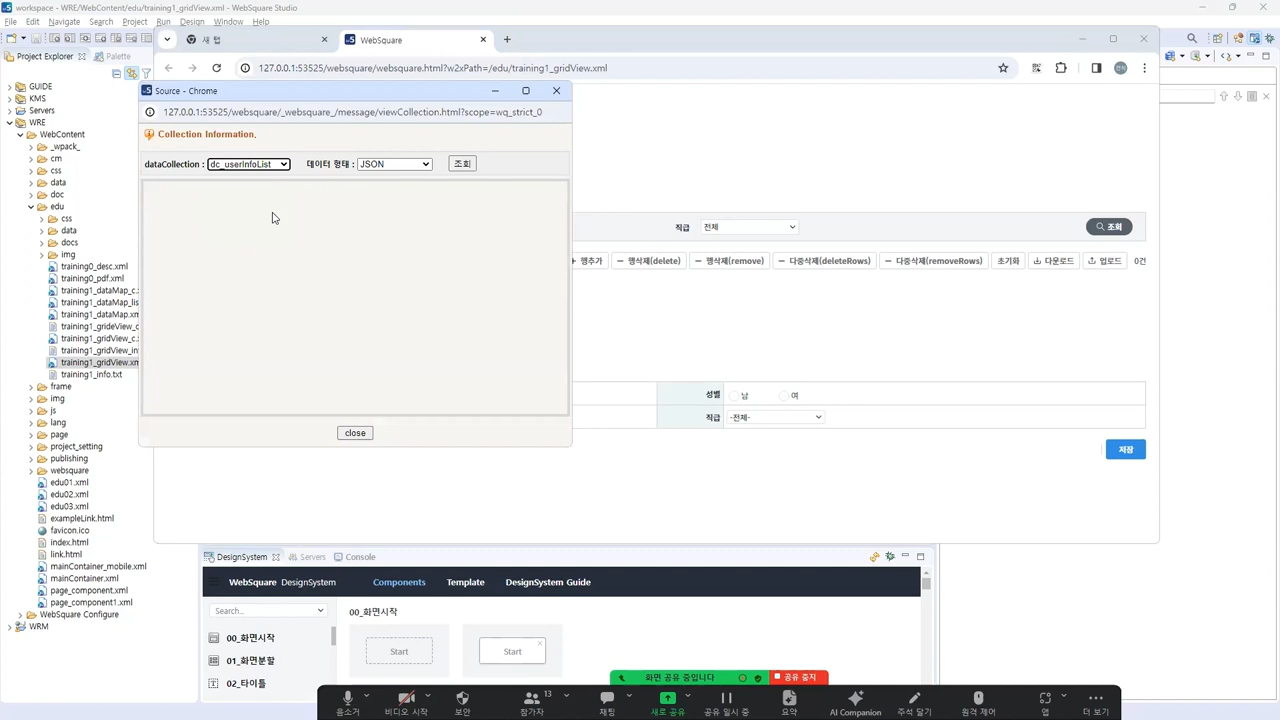 workspace - WRE/WebContent/edu/training1_gridView.xml - WebSquare Studio
File Edit Navigate Search Project Run Design Window Help
Project Explorer Palette
새 탭
WebSquare
127.0.0.1:53525/websquare/websquare.html?w2xPath=/edu/training1_gridView.xml
Source - Chrome
127.0.0.1:53525/websquare/_websquare_/message/viewCollection.html?scope=wq_strict_0
Collection Information.
dataCollection : dc_userInfoList 데이터 형태 : JSON 조회
close
직급 전체 조회
행추가 행삭제(delete) 행삭제(remove) 다중삭제(deleteRows) 다중삭제(removeRows) 초기화 다운로드 업로드 0건
성별 남 여
직급 -전체-
저장
GUIDE
KMS
Servers
WRE
WebContent
_wpack_
cm
css
data
doc
edu
css
data
docs
img
training0_desc.xml
training0_pdf.xml
training1_dataMap_c.
training1_dataMap_lis
training1_dataMap.xm
training1_grideView_c
training1_gridView_c.
training1_gridView_in
training1_gridView.xm
training1_info.txt
frame
img
js
lang
page
project_setting
publishing
websquare
edu01.xml
edu02.xml
edu03.xml
exampleLink.html
favicon.ico
index.html
link.html
mainContainer_mobile.xml
mainContainer.xml
page_component.xml
page_component1.xml
WebSquare Configure
WRM
DesignSystem Servers Console
WebSquare DesignSystem Components Template DesignSystem Guide
Search...
00_화면시작
01_화면분할
02_타이틀
00_화면시작
Start
Start
화면 공유 중입니다 공유 중지
음소거 비디오 시작 보안 참가자 13 채팅 새로 공유 공유 일시 중 요약 AI Companion 주석 달기 원격 제어 앱 더 보기